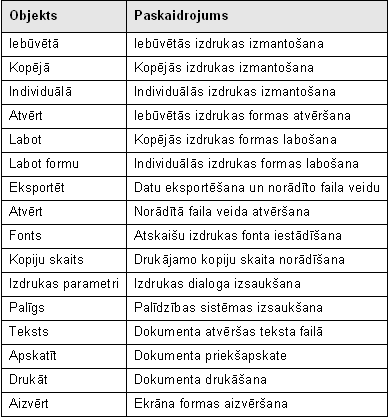 Objekts Paskaidrojums
Iebūvētā Iebūvētās izdrukas izmantošana
Kopējā Kopējās izdrukas izmantošana
Individuālā Individuālās izdrukas izmantošana
Atvērt Iebūvētās izdrukas formas atvēršana
Labot Kopējās izdrukas formas labošana
Labot formu Individuālās izdrukas formas labošana
Eksportēt Datu eksportēšana un norādīto faila veidu
Atvērt Norādītā faila veida atvēršana
Fonts Atskaišu izdrukas fonta iestādīšana
Kopiju skaits Drukājamo kopiju skaita norādīšana
Izdrukas parametri Izdrukas dialoga izsaukšana
Palīgs Palīdzības sistēmas izsaukšana
Teksts Dokumenta atvēršas teksta failā
Apskatīt Dokumenta priekšapskate
Drukāt Dokumenta drukāšana
Aizvērt Ekrāna formas aizvēršana